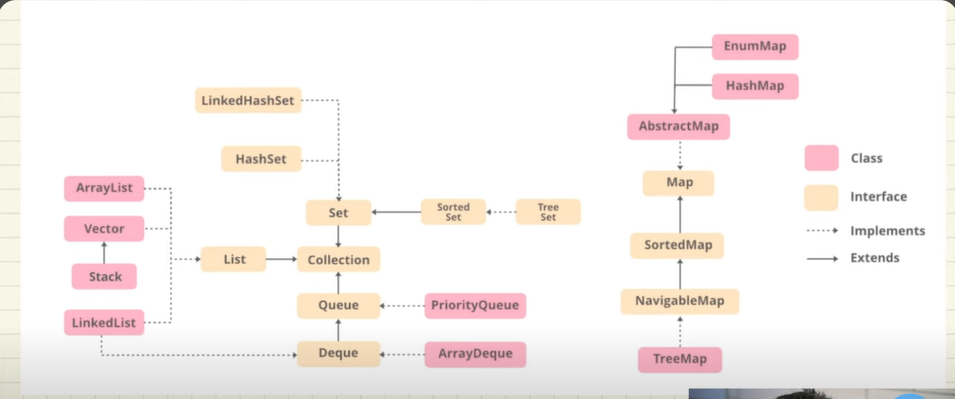 EnumMap
LinkedHashSet
HashMap
AbstractMap
HashSet
Class
ArrayList
Map
Interface
Set
Sorted
Set
Tree
Set
Vector
Implements
List
Collection
SortedMap
Extends
Stack
Queue
PriorityQueue
NavigableMap
LinkedList
Deque
ArrayDeque
TreeMap